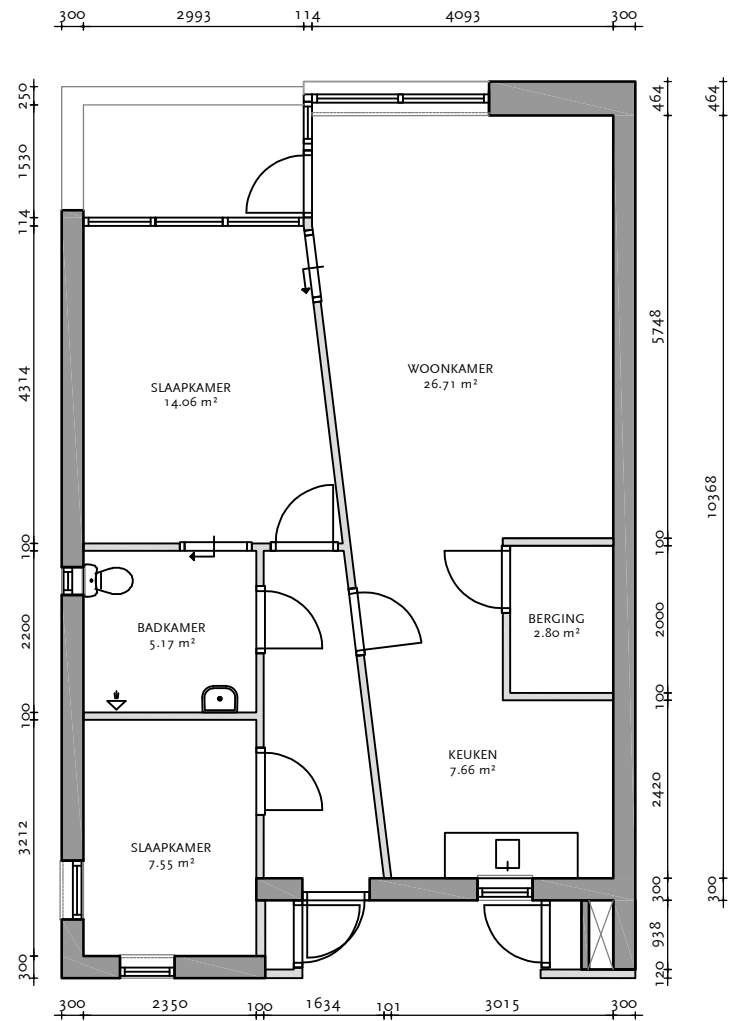 300 2993 114 4093 300
250
1530
114
4314
100
2200
100
3212
300
464
5748
100
2000
100
2420
300
938
120
464
10368
300
SLAAPKAMER
14.06 m²
WOONKAMER
26.71 m²
BADKAMER
5.17 m²
BERGING
2.80 m²
KEUKEN
7.66 m²
SLAAPKAMER
7.55 m²
300 2350 100 1634 101 3015 300